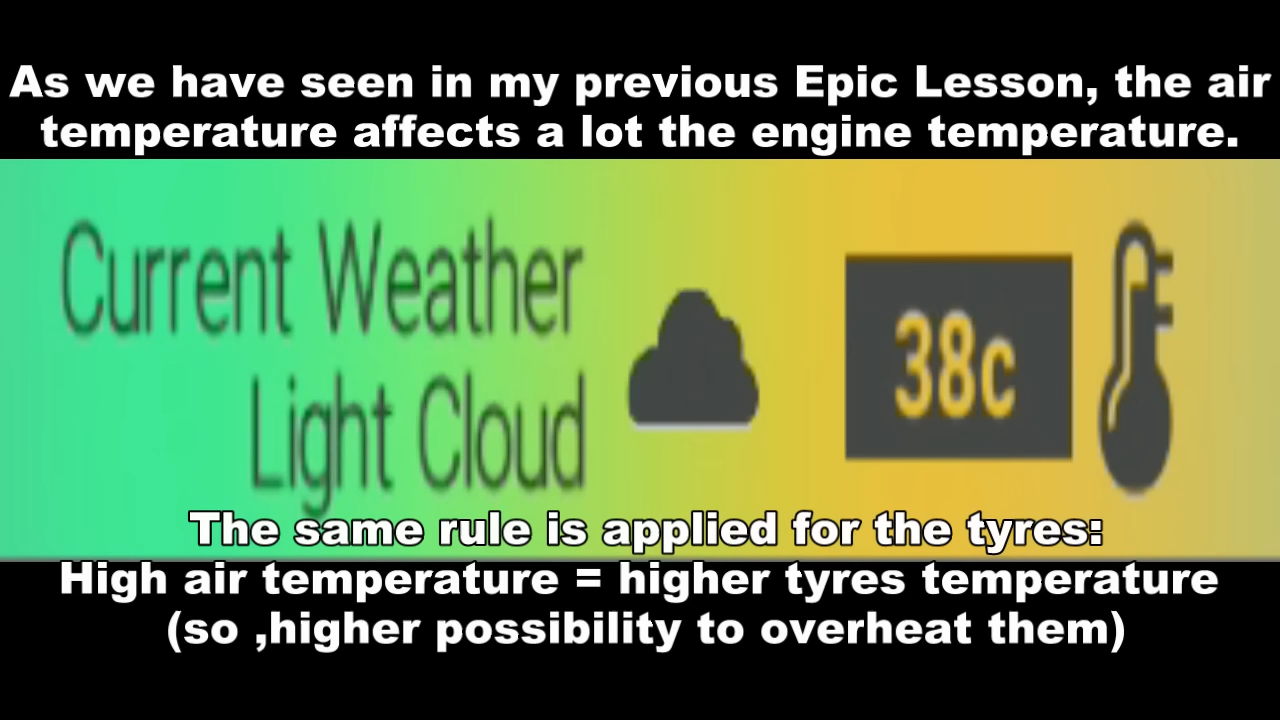 As we have seen in my previous Epic Lesson, the air
temperature affects a lot the engine temperature.
Current Weather
Light Cloud
38c
The same rule is applied for the tyres:
High air temperature = higher tyres temperature
(so ,higher possibility to overheat them)